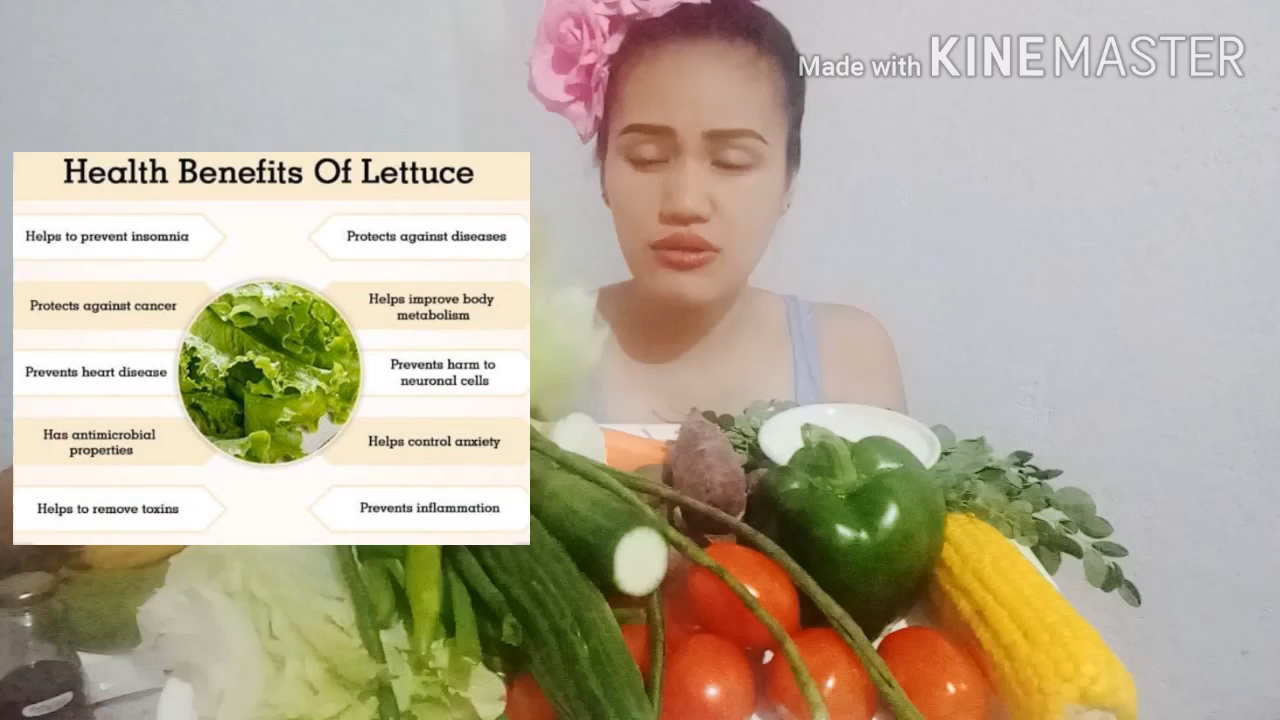 Made with KINEMASTER
Health Benefits Of Lettuce
Helps to prevent insomnia
Protects against diseases
Protects against cancer
Helps improve body
metabolism
Prevents heart disease
Prevents harm to
neuronal cells
Has antimicrobial
properties
Helps control anxiety
Helps to remove toxins
Prevents inflammation